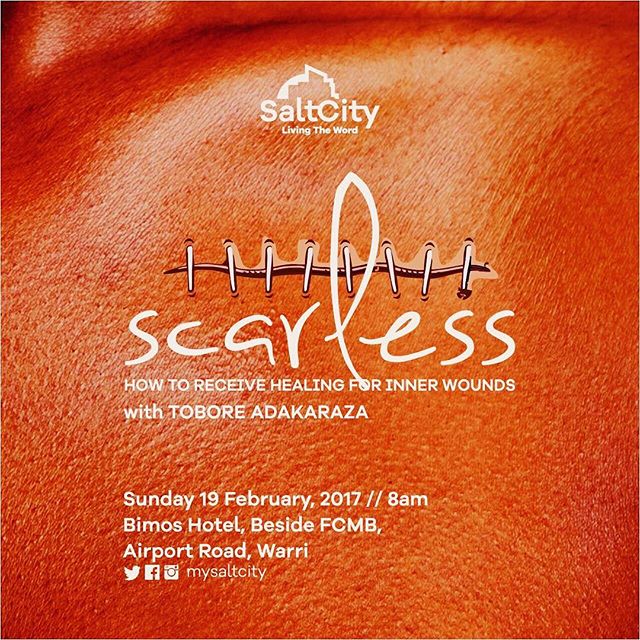 SaltCity
Living The Word
scarless
HOW TO RECEIVE HEALING FOR INNER WOUNDS
with TOBORE ADAKARAZA
Sunday 19 February, 2017 // 8am
Bimos Hotel, Beside FCMB,
Airport Road, Warri
mysaltcity